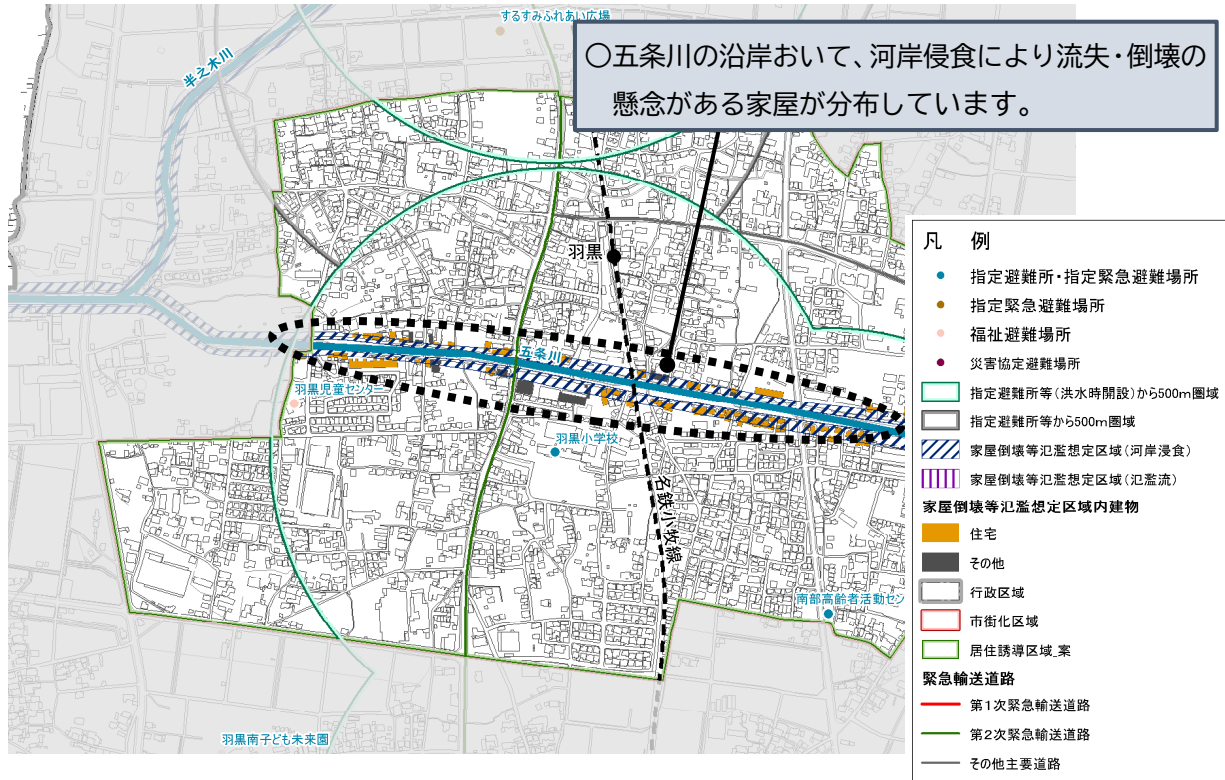 するすみふれあい広場
○五条川の沿岸おいて、河岸侵食により流失・倒壊の
懸念がある家屋が分布しています。
半之木川
羽黒
五条川
羽黒児童センター
羽黒小学校
名鉄小牧線
南部高齢者活動セン
羽黒南子ども未来園
凡 例
指定避難所・指定緊急避難場所
指定緊急避難場所
福祉避難場所
災害協定避難場所
指定避難所等(洪水時開設)から500m圏域
指定避難所等から500m圏域
家屋倒壊等氾濫想定区域(河岸浸食)
家屋倒壊等氾濫想定区域(氾濫流)
家屋倒壊等氾濫想定区域内建物
住宅
その他
行政区域
市街化区域
居住誘導区域_案
緊急輸送道路
第1次緊急輸送道路
第2次緊急輸送道路
その他主要道路